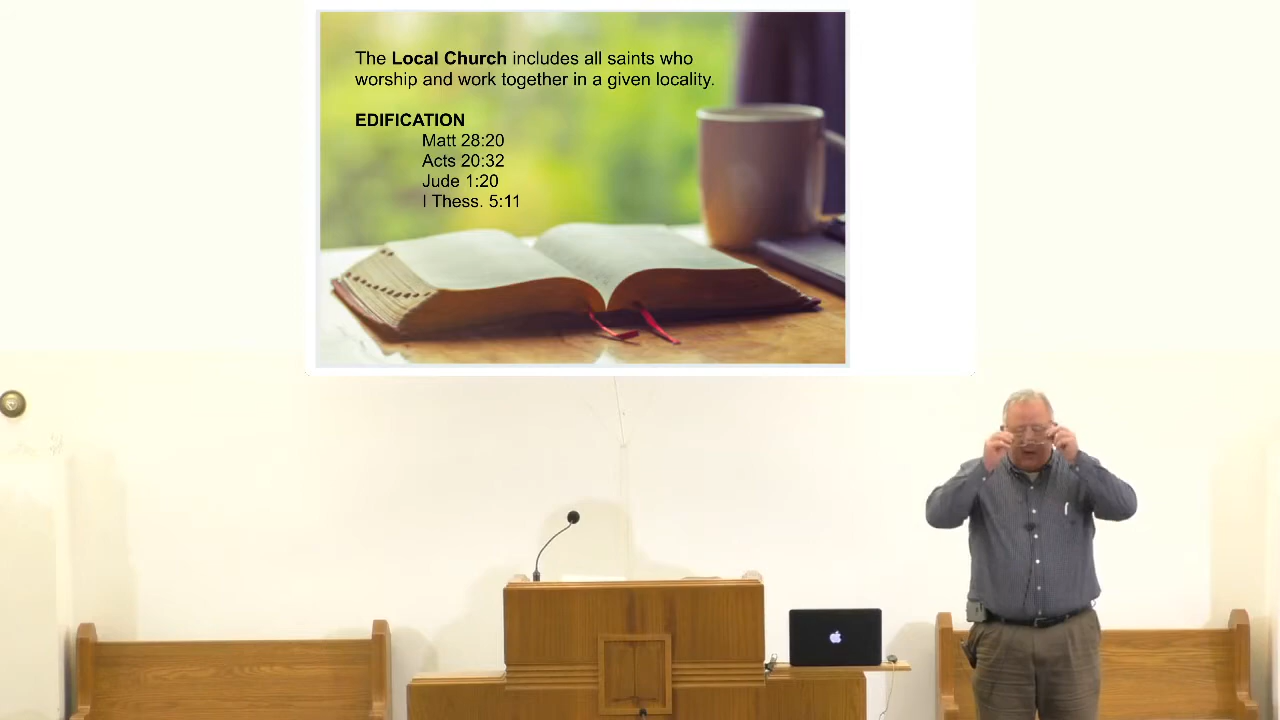 The Local Church includes all saints who
worship and work together in a given locality.
EDIFICATION
Matt 28:20
Acts 20:32
Jude 1:20
I Thess. 5:11